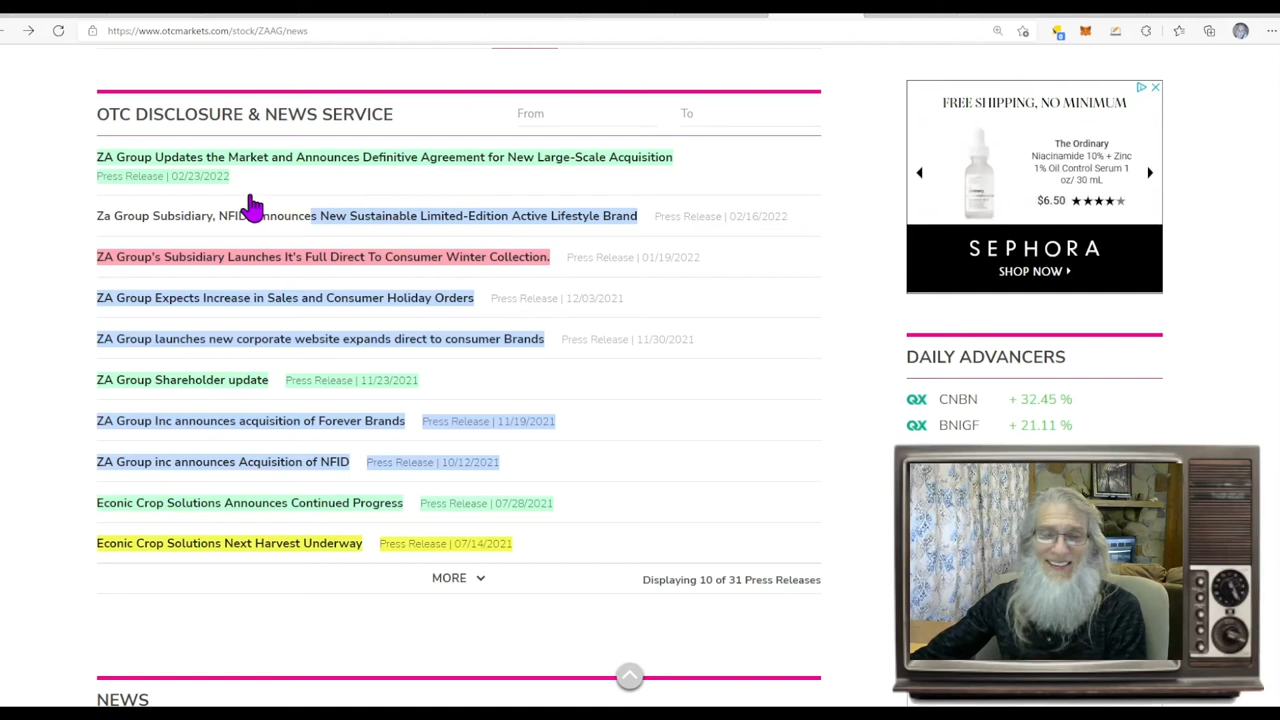 https://www.otcmarkets.com/stock/ZAAG/news
OTC DISCLOSURE & NEWS SERVICE
From
To
ZA Group Updates the Market and Announces Definitive Agreement for New Large-Scale Acquisition
Press Release | 02/23/2022
Za Group Subsidiary, NFID Announces New Sustainable Limited-Edition Active Lifestyle Brand Press Release | 02/16/2022
ZA Group's Subsidiary Launches It's Full Direct To Consumer Winter Collection. Press Release | 01/19/2022
ZA Group Expects Increase in Sales and Consumer Holiday Orders Press Release | 12/03/2021
ZA Group launches new corporate website expands direct to consumer Brands Press Release | 11/30/2021
ZA Group Shareholder update Press Release | 11/23/2021
ZA Group Inc announces acquisition of Forever Brands Press Release | 11/19/2021
ZA Group inc announces Acquisition of NFID Press Release | 10/12/2021
Econic Crop Solutions Announces Continued Progress Press Release | 07/28/2021
Econic Crop Solutions Next Harvest Underway Press Release | 07/14/2021
MORE
Displaying 10 of 31 Press Releases
NEWS
FREE SHIPPING, NO MINIMUM
The Ordinary
Niacinamide 10% + Zinc
1% Oil Control Serum 1
oz/ 30 mL
$6.50 ★★★★☆
SEPHORA
SHOP NOW
DAILY ADVANCERS
QX CNBN + 32.45 %
QX BNIGF + 21.11 %